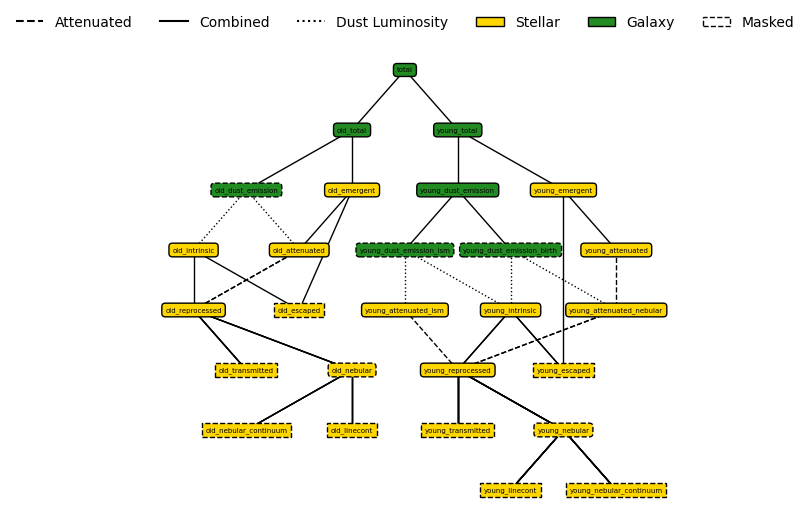 Attenuated Combined Dust Luminosity Stellar Galaxy Masked
total
old_total young_total
old_dust_emission old_emergent young_dust_emission young_emergent
old_intrinsic old_attenuated young_dust_emission_ism young_dust_emission_birth young_attenuated
old_reprocessed old_escaped young_attenuated_ism young_intrinsic young_attenuated_nebular
old_transmitted old_nebular young_reprocessed young_escaped
old_nebular_continuum old_linecont young_transmitted young_nebular
young_linecont young_nebular_continuum